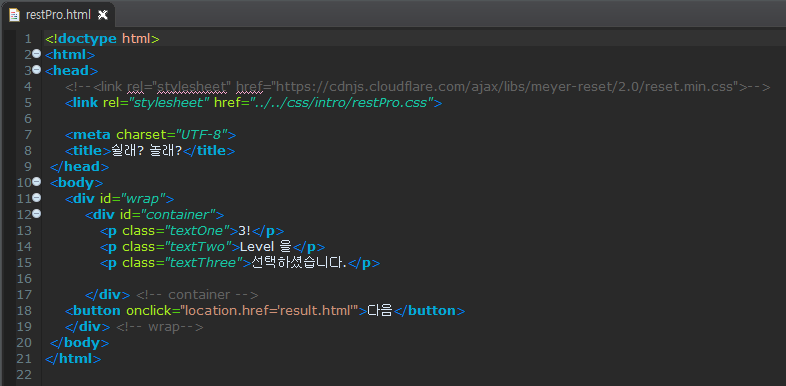 restPro.html
1 <!doctype html>
2 <html>
3 <head>
4 <!--<link rel="stylesheet" href="https://cdnjs.cloudflare.com/ajax/libs/meyer-reset/2.0/reset.min.css">-->
5 <link rel="stylesheet" href="../../css/intro/restPro.css">
6
7 <meta charset="UTF-8">
8 <title>쉴래? 놀래?</title>
9 </head>
10 <body>
11 <div id="wrap">
12 <div id="container">
13 <p class="textOne">3!</p>
14 <p class="textTwo">Level 을</p>
15 <p class="textThree">선택하셨습니다.</p>
16
17 </div> <!-- container -->
18 <button onclick="location.href='result.html'">다음</button>
19 </div> <!-- wrap-->
20 </body>
21 </html>
22